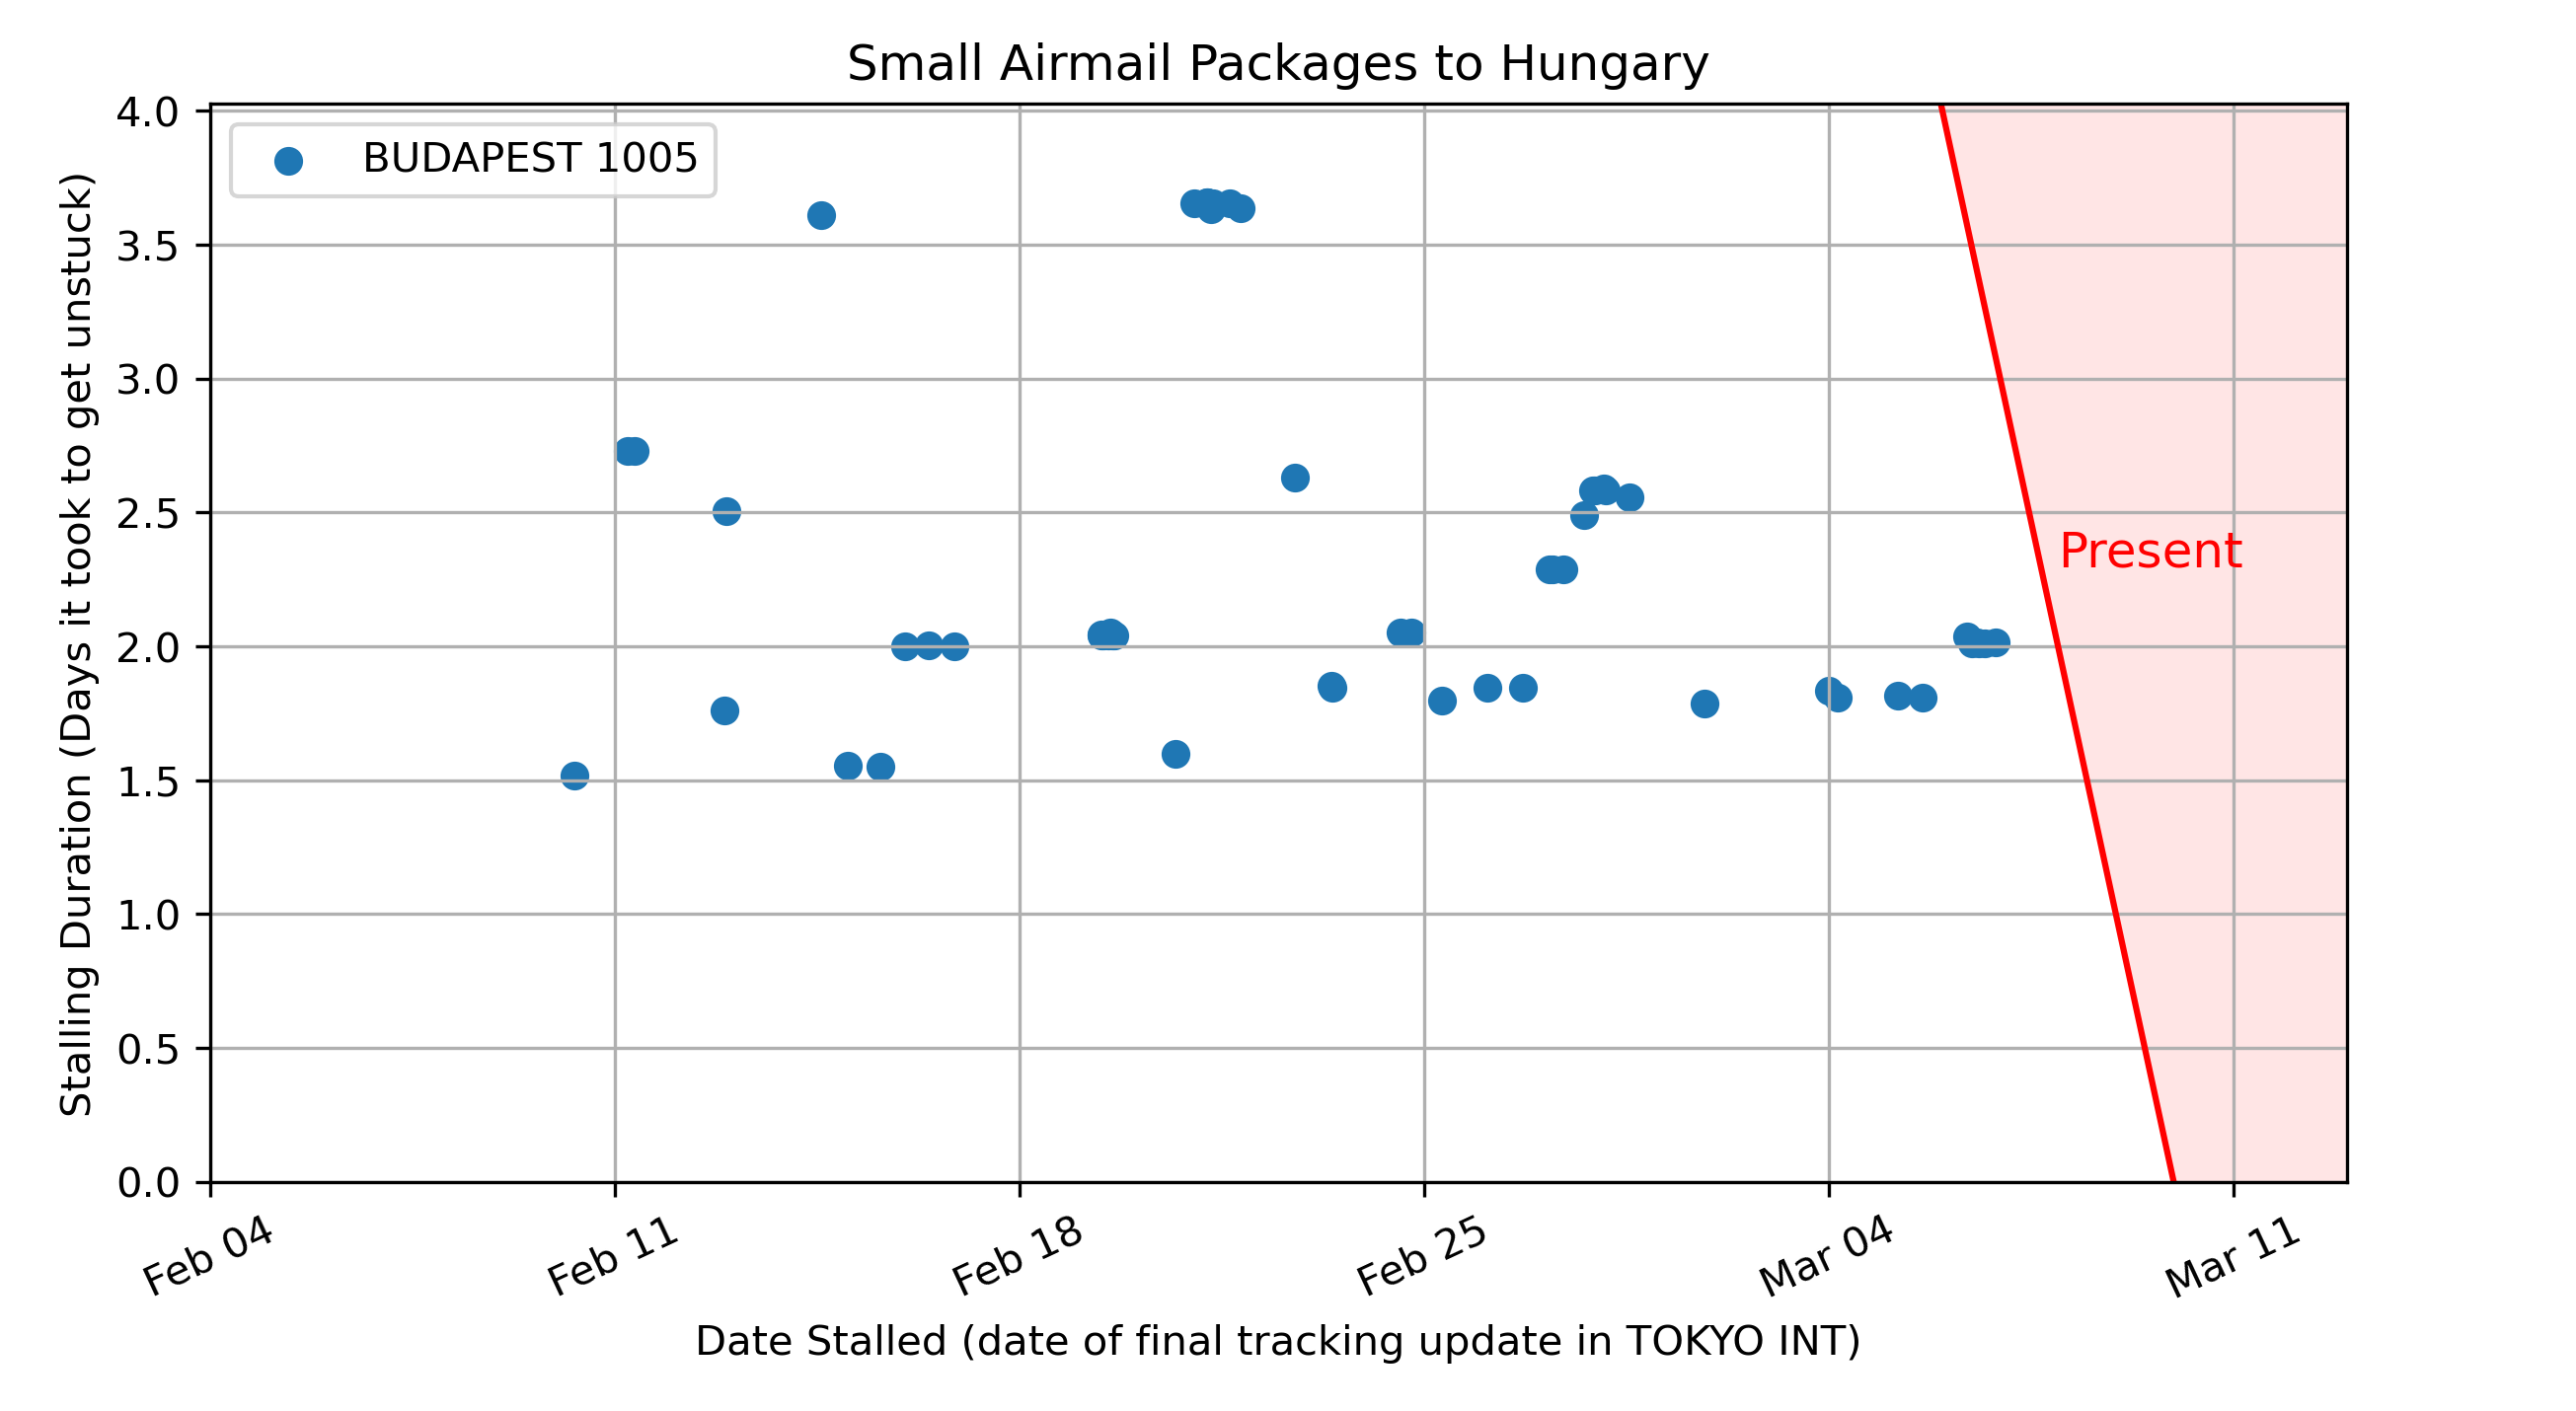 Small Airmail Packages to Hungary
BUDAPEST 1005
Stalling Duration (Days it took to get unstuck)
4.0
3.5
3.0
2.5
2.0
1.5
1.0
0.5
0.0
Present
Feb 04
Feb 11
Feb 18
Feb 25
Mar 04
Mar 11
Date Stalled (date of final tracking update in TOKYO INT)